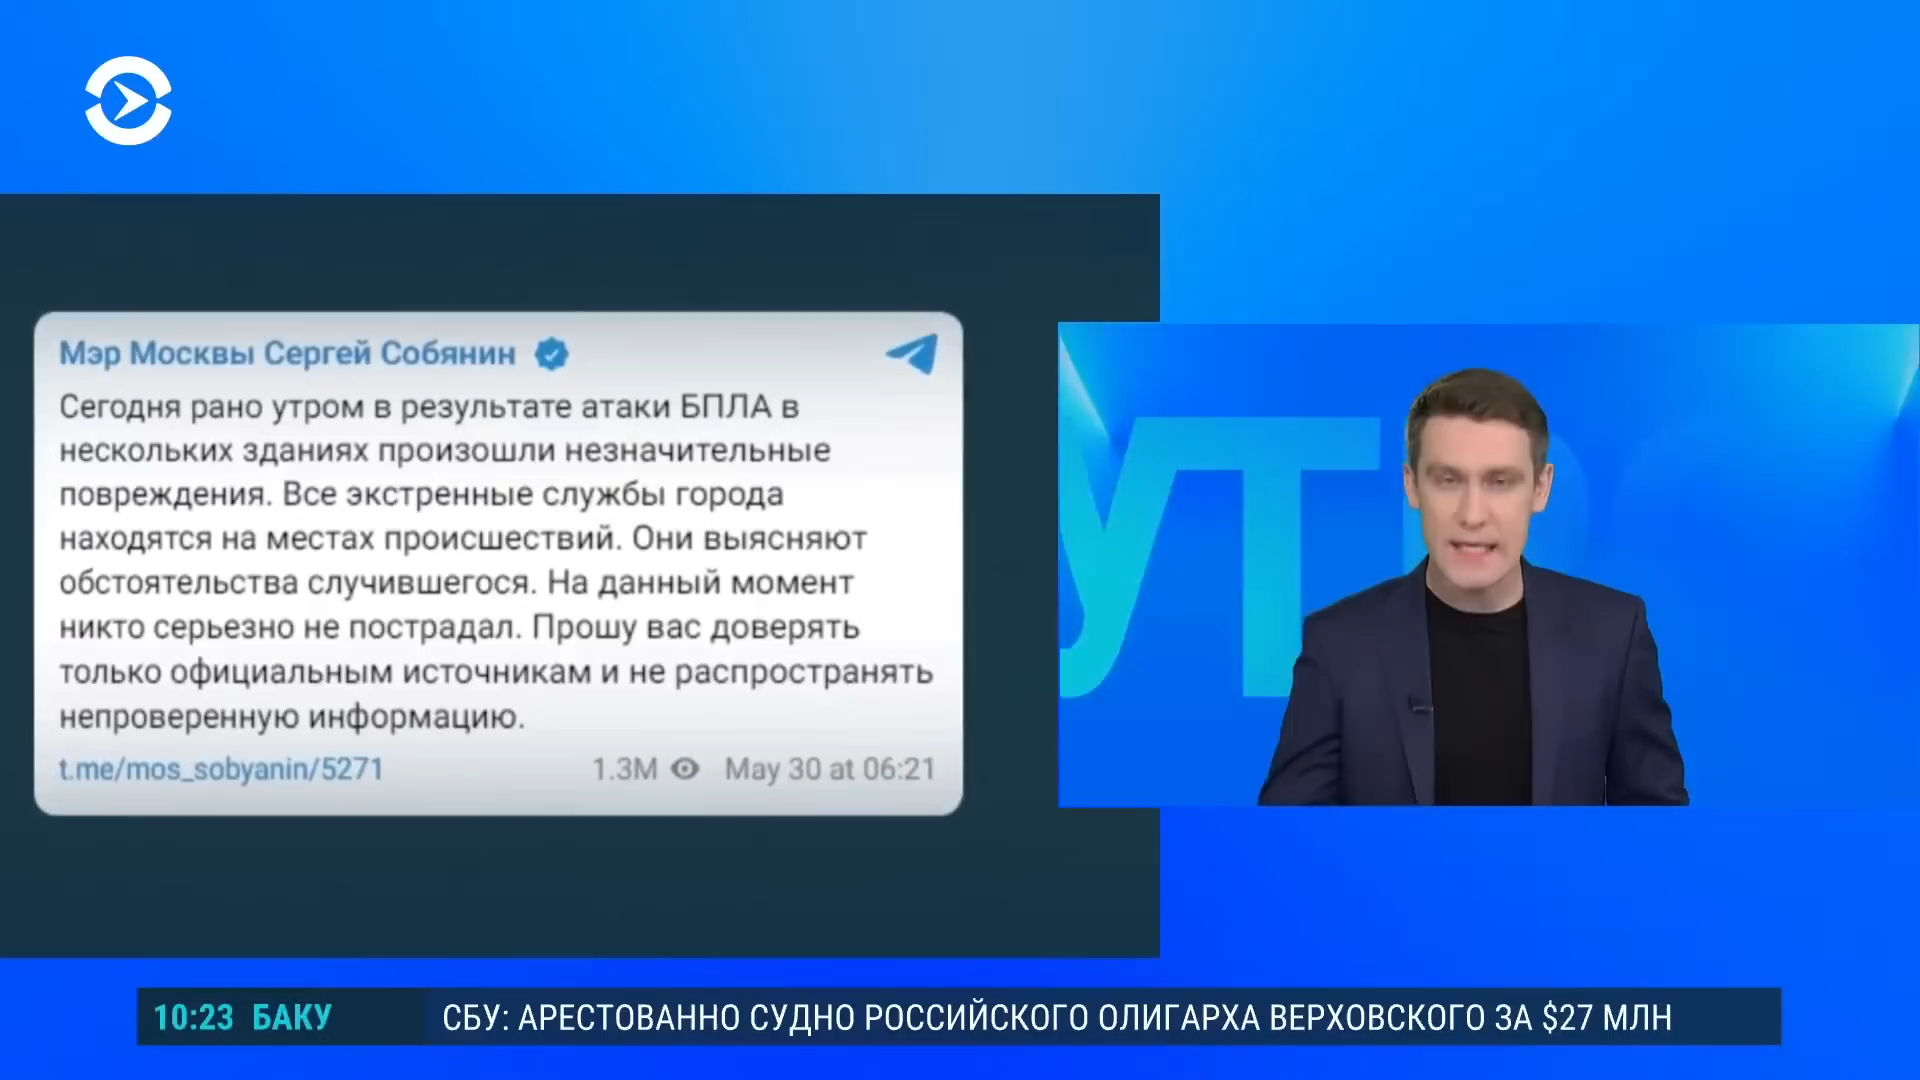 Мэр Москвы Сергей Собянин
Сегодня рано утром в результате атаки БПЛА в
нескольких зданиях произошли незначительные
повреждения. Все экстренные службы города
находятся на местах происшествий. Они выясняют
обстоятельства случившегося. На данный момент
никто серьезно не пострадал. Прошу вас доверять
только официальным источникам и не распространять
непроверенную информацию.
t.me/mos_sobyanin/5271 1.3M May 30 at 06:21
УТРО
10:23 БАКУ СБУ: АРЕСТОВАННО СУДНО РОССИЙСКОГО ОЛИГАРХА ВЕРХОВСКОГО ЗА $27 МЛН